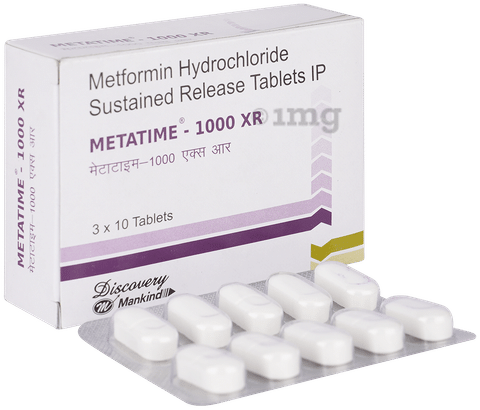 Metformin Hydrochloride
Sustained Release Tablets IP
METATIME® - 1000 XR
मेटाटाइम–1000 एक्स आर
1mg
3 x 10 Tablets
Discovery
Mankind
METATIME® - 1000 XR
मेटाटाइम–1000 एक्स आर